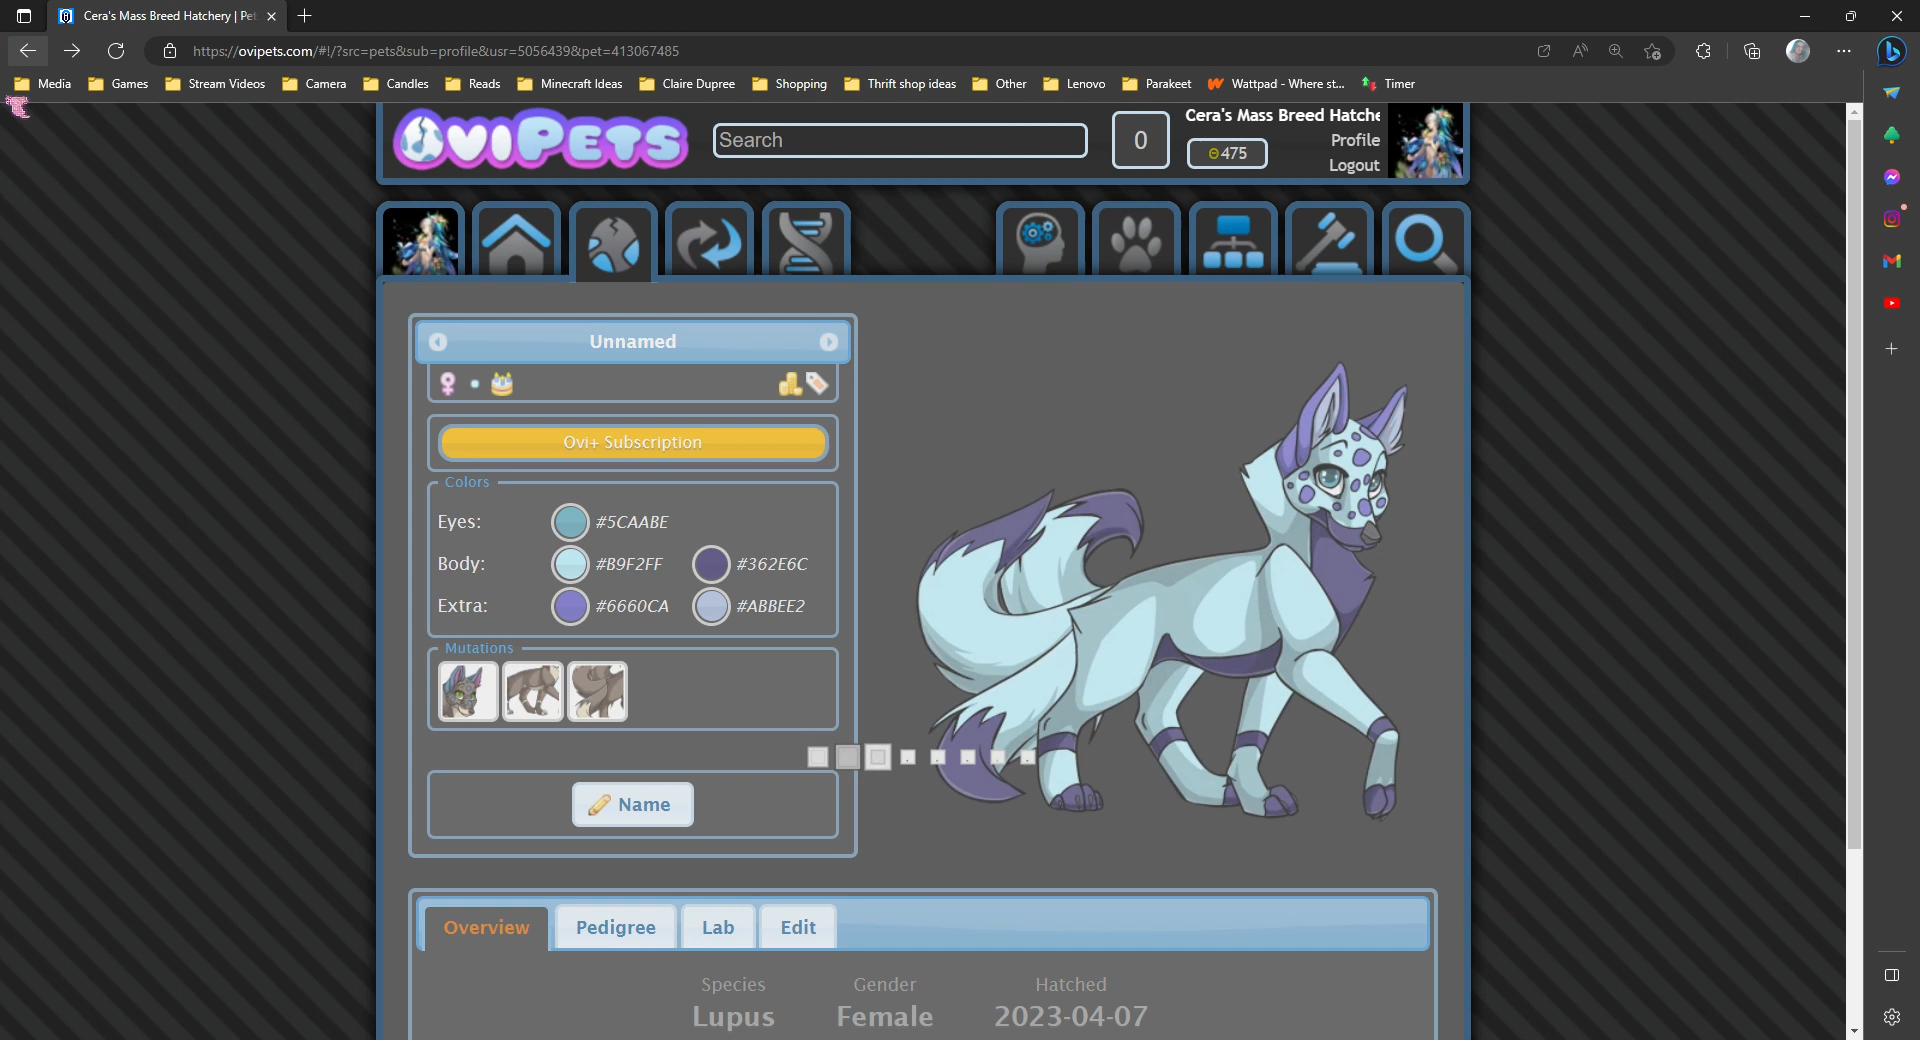 Cera's Mass Breed Hatchery | Pet
https://ovipets.com/#!/?src=pets&sub=profile&usr=5056439&pet=413067485
Media Games Stream Videos Camera Candles Reads Minecraft Ideas Claire Dupree Shopping Thrift shop ideas Other Lenovo Parakeet Wattpad - Where st... Timer
OviPets
Search
0
Cera's Mass Breed Hatche
475
Profile
Logout
Unnamed
Ovi+ Subscription
Colors
Eyes: #5CAABE
Body: #B9F2FF #362E6C
Extra: #6660CA #ABBEE2
Mutations
Name
Overview Pedigree Lab Edit
Species Gender Hatched
Lupus Female 2023-04-07